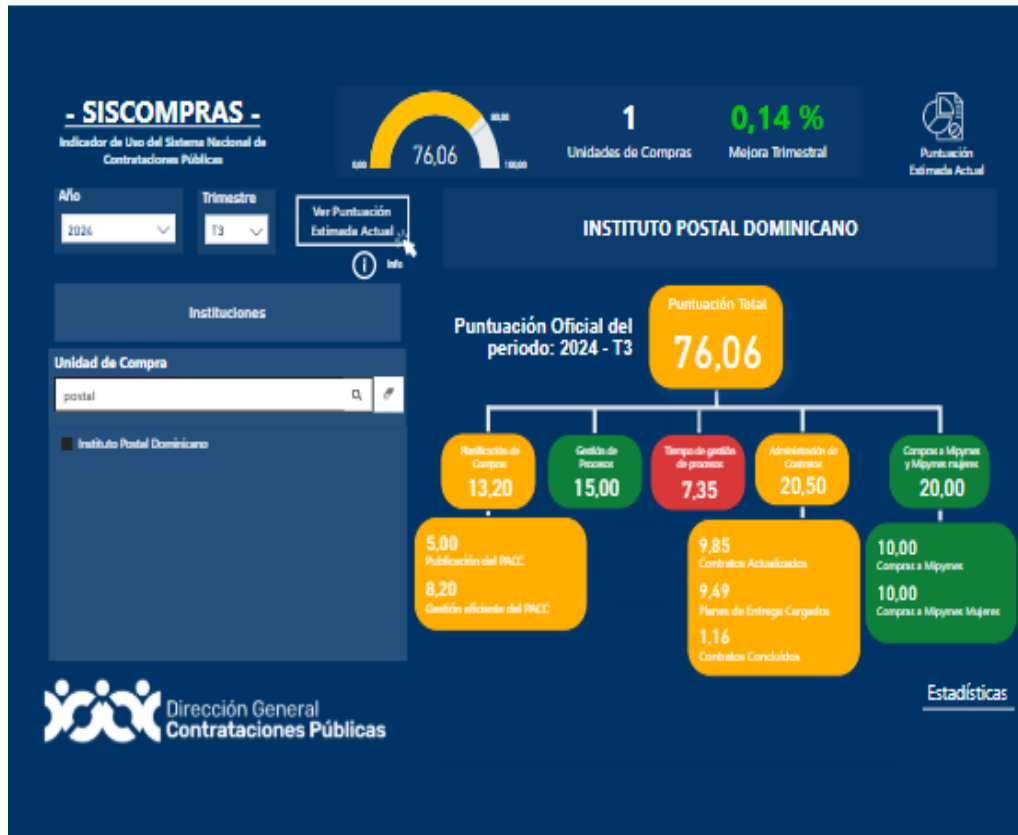 - SISCOMPRAS -
Indicador de Uso del Sistema Nacional de
Contrataciones Públicas
0,00
76,06
80,00
100,00
1
Unidades de Compras
0,14 %
Mejora Trimestral
Puntuación
Estimada Actual
Año
2024
Trimestre
T3
Ver Puntuación
Estimada Actual
Info
INSTITUTO POSTAL DOMINICANO
Instituciones
Unidad de Compra
postal
Instituto Postal Dominicano
Puntuación Oficial del
periodo: 2024 - T3
Puntuación Total
76,06
Planificación de
Compras
13,20
Gestión de
Procesos
15,00
Tiempo de gestión
de procesos
7,35
Administración de
Contratos
20,50
Compras a Mipymes
y Mipymes mujeres
20,00
5,00
Publicación del PACC
8,20
Gestión eficiente del PACC
9,85
Contratos Actualizados
9,49
Planes de Entrega Cargados
1,16
Contratos Concluidos
10,00
Compras a Mipymes
10,00
Compras a Mipymes Mujeres
Estadísticas
Dirección General
Contrataciones Públicas